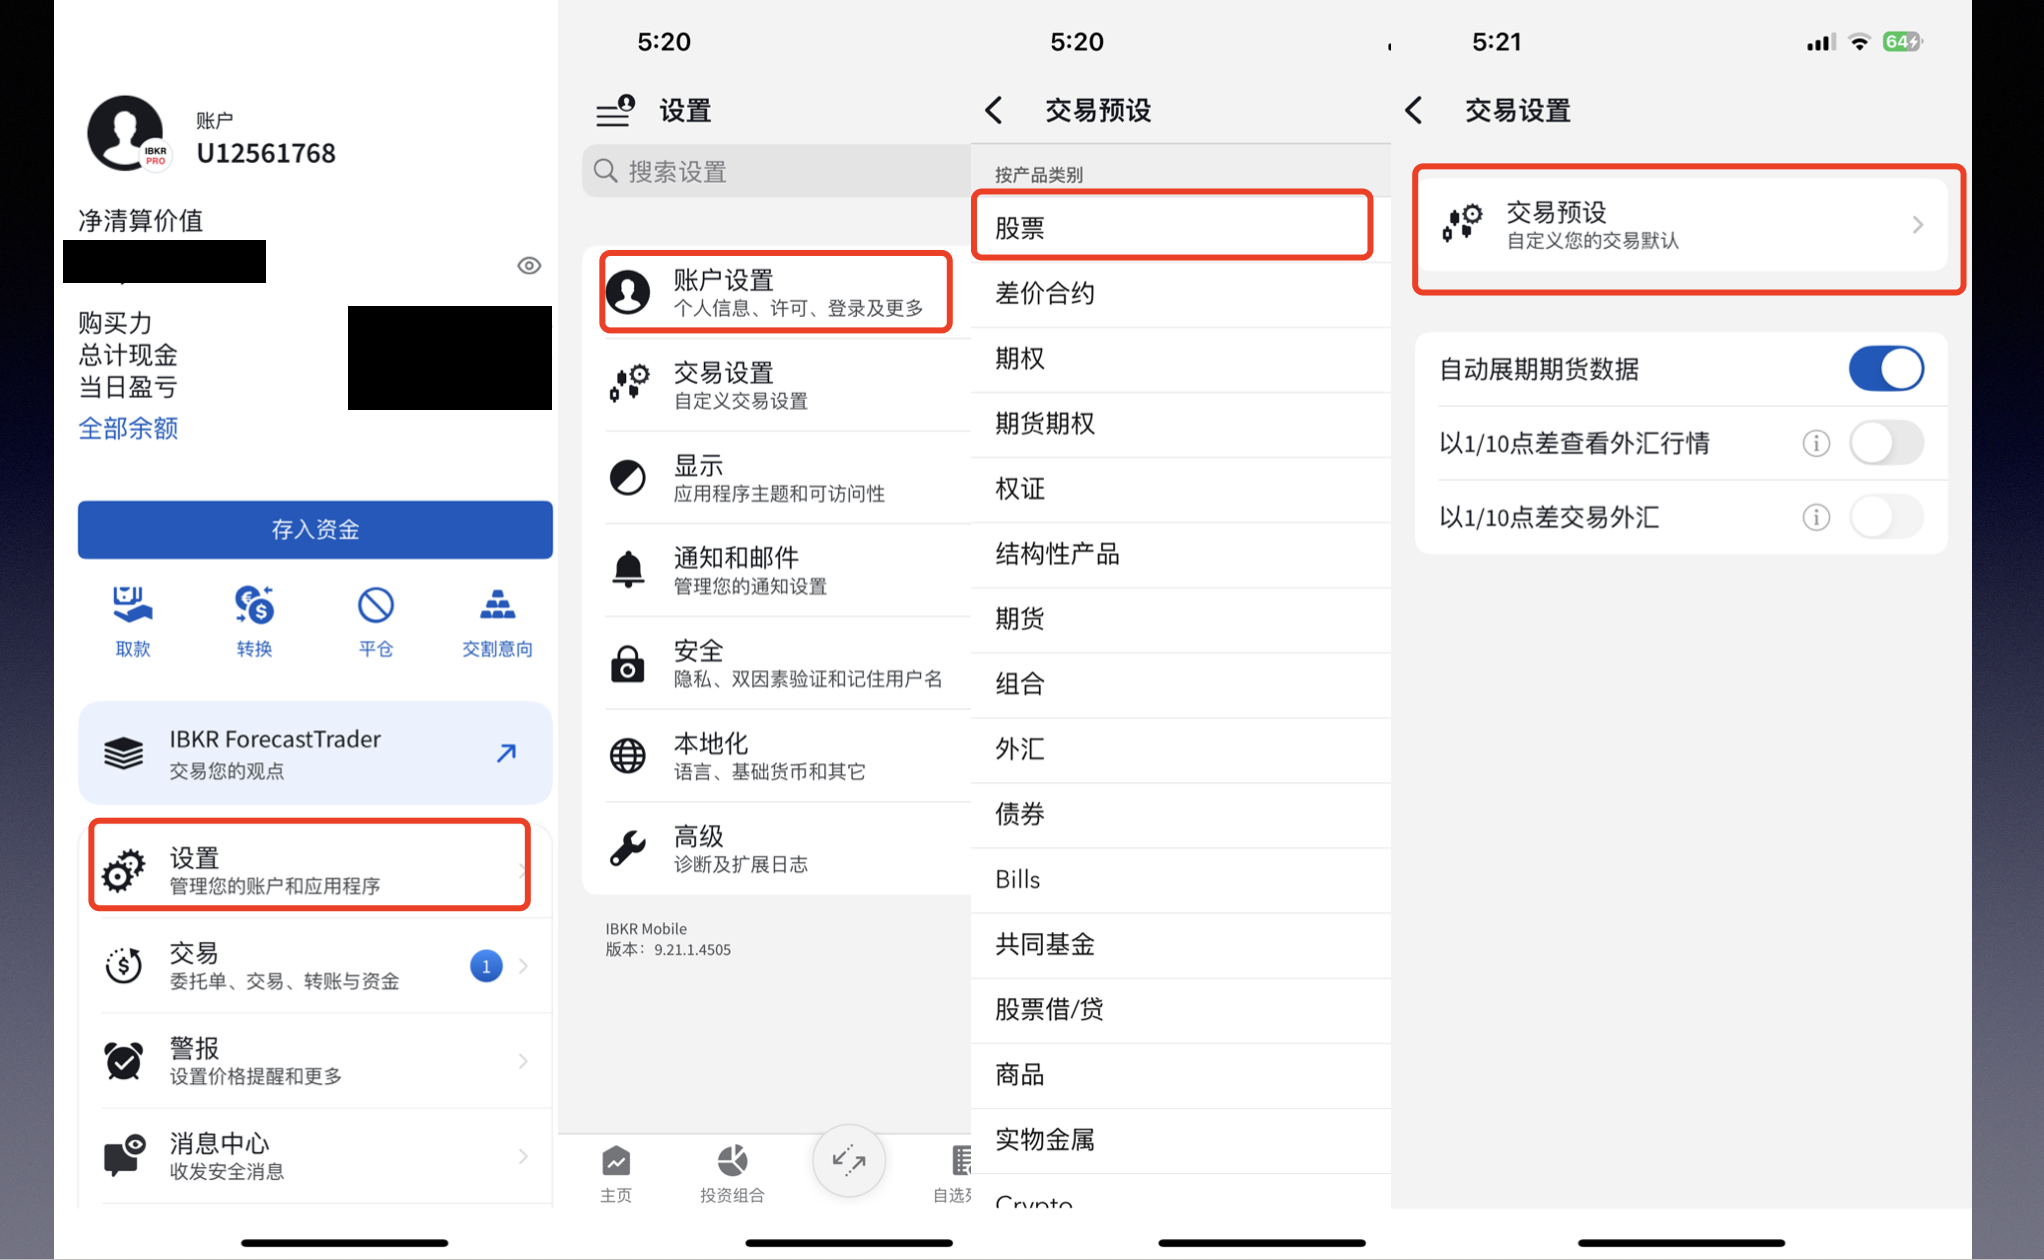 账户
IBKR
PRO
U12561768
净清算价值
购买力
总计现金
当日盈亏
全部余额
存入资金
取款
转换
平仓
交割意向
IBKR ForecastTrader
交易您的观点
设置
管理您的账户和应用程序
交易
委托单、交易、转账与资金
1
警报
设置价格提醒和更多
消息中心
收发安全消息
5:20
设置
搜索设置
账户设置
个人信息、许可、登录及更多
交易设置
自定义交易设置
显示
应用程序主题和可访问性
通知和邮件
管理您的通知设置
安全
隐私、双因素验证和记住用户名
本地化
语言、基础货币和其它
高级
诊断及扩展日志
IBKR Mobile
版本：9.21.1.4505
主页
投资组合
自选列
5:20
交易预设
按产品类别
股票
差价合约
期权
期货期权
权证
结构性产品
期货
组合
外汇
债券
Bills
共同基金
股票借/贷
商品
实物金属
Crypto
5:21
64
交易设置
交易预设
自定义您的交易默认
自动展期期货数据
以1/10点差查看外汇行情
以1/10点差交易外汇